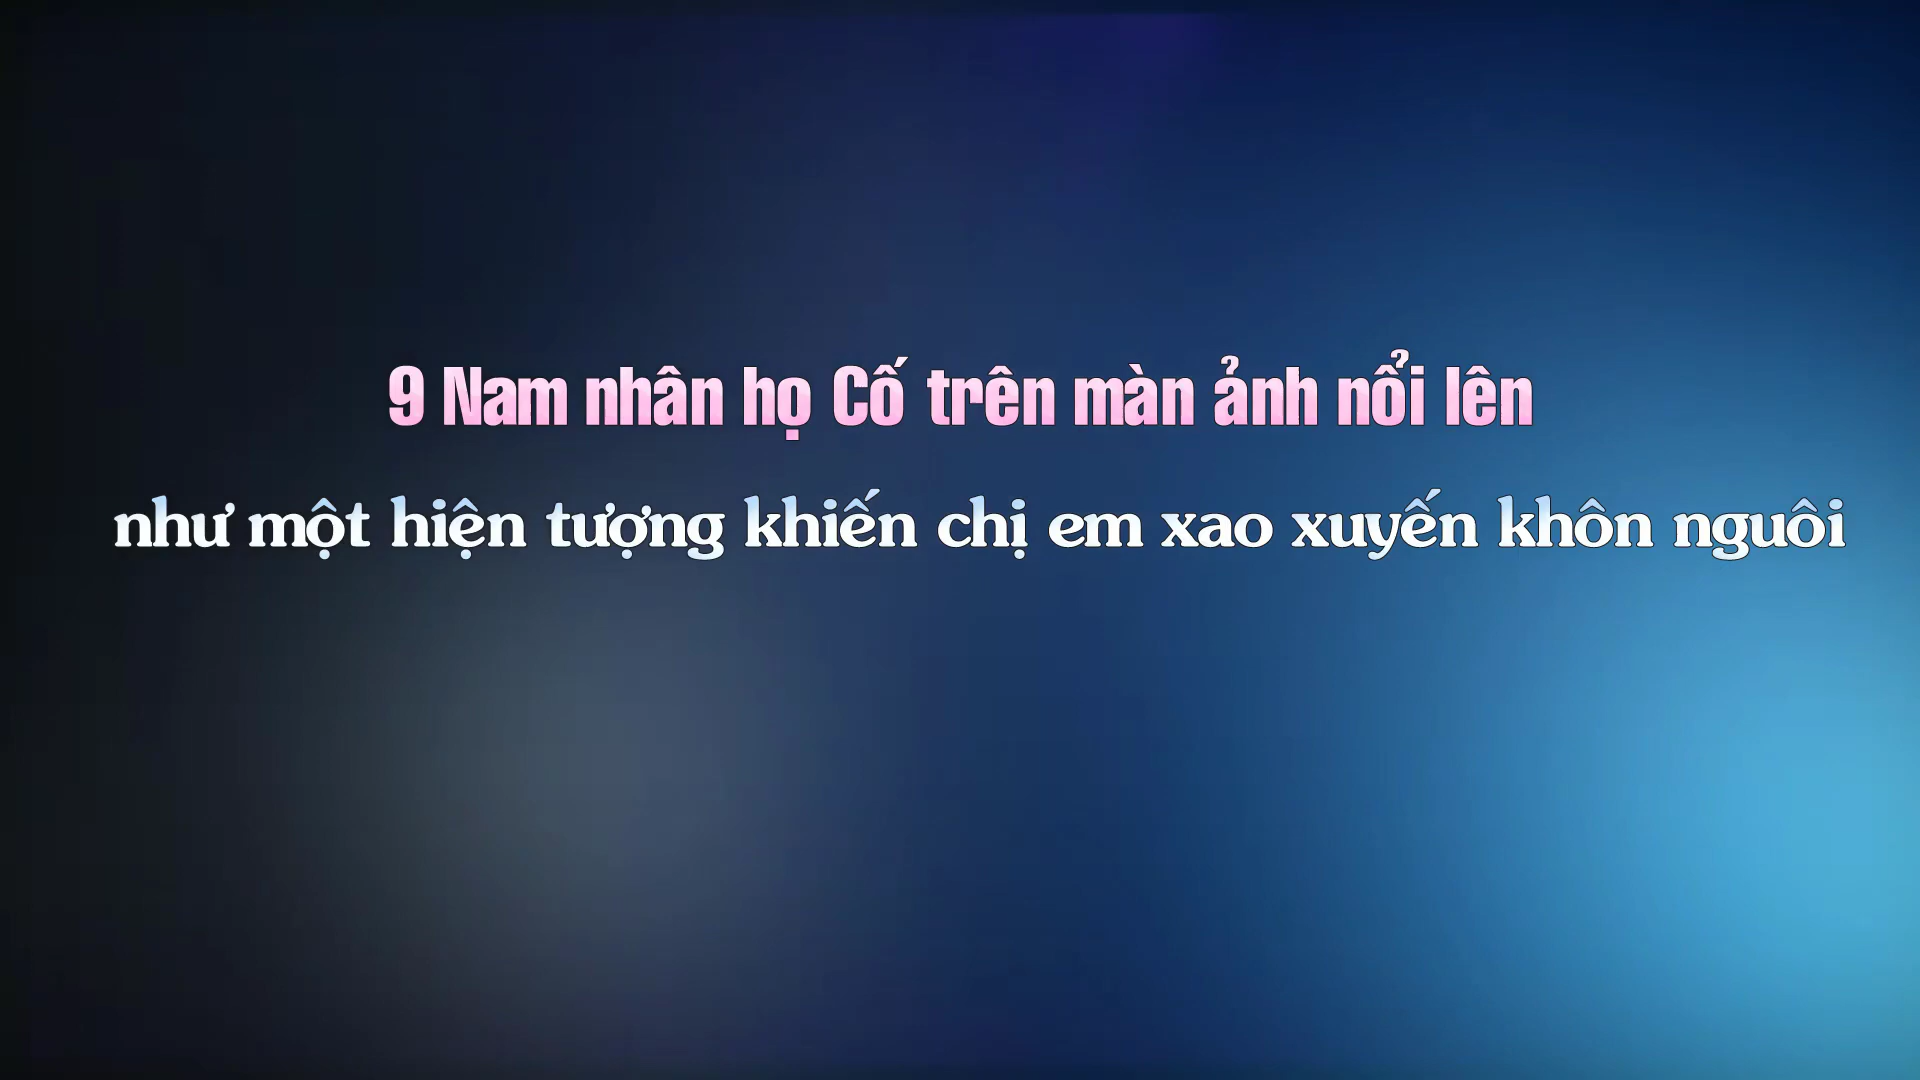 9 Nam nhân họ Cố trên màn ảnh nổi lên
như một hiện tượng khiến chị em xao xuyến khôn nguôi